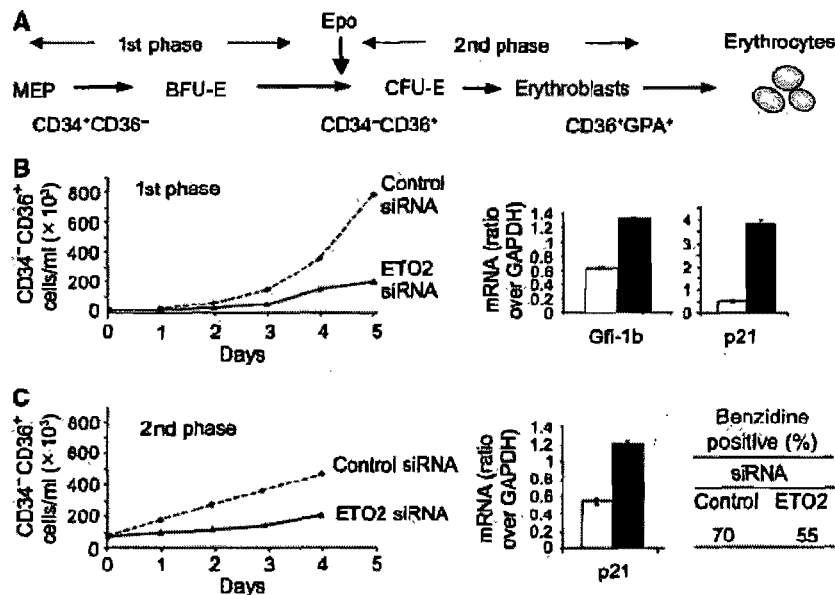 A
Epo
1st phase
2nd phase
Erythrocytes
MEP
BFU-E
CFU-E
Erythroblasts
CD34⁺CD36⁻
CD34⁻CD36⁺
CD36⁺GPA⁺
B
1st phase
CD34⁻CD36⁺
cells/ml (× 10³)
800
600
400
200
0
0 1 2 3 4 5
Days
Control
siRNA
ETO2
siRNA
mRNA (ratio
over GAPDH)
1.4
1.2
1
0.8
0.6
0.4
0.2
0
Gfi-1b
4
3
2
1
0
p21
C
2nd phase
CD34⁻CD36⁺
cells/ml (× 10³)
800
600
400
200
0
0 1 2 3 4 5
Days
Control siRNA
ETO2 siRNA
mRNA (ratio
over GAPDH)
1.4
1.2
1
0.8
0.6
0.4
0.2
0
p21
Benzidine
positive (%)
siRNA
Control ETO2
70 55